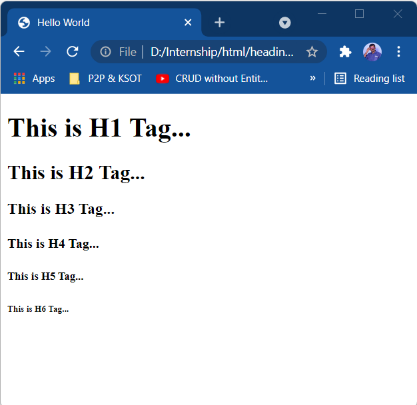 Hello World
File | D:/Internship/html/headin...
Apps P2P & KSOT CRUD without Entit... » Reading list
This is H1 Tag...
This is H2 Tag...
This is H3 Tag...
This is H4 Tag...
This is H5 Tag...
This is H6 Tag...